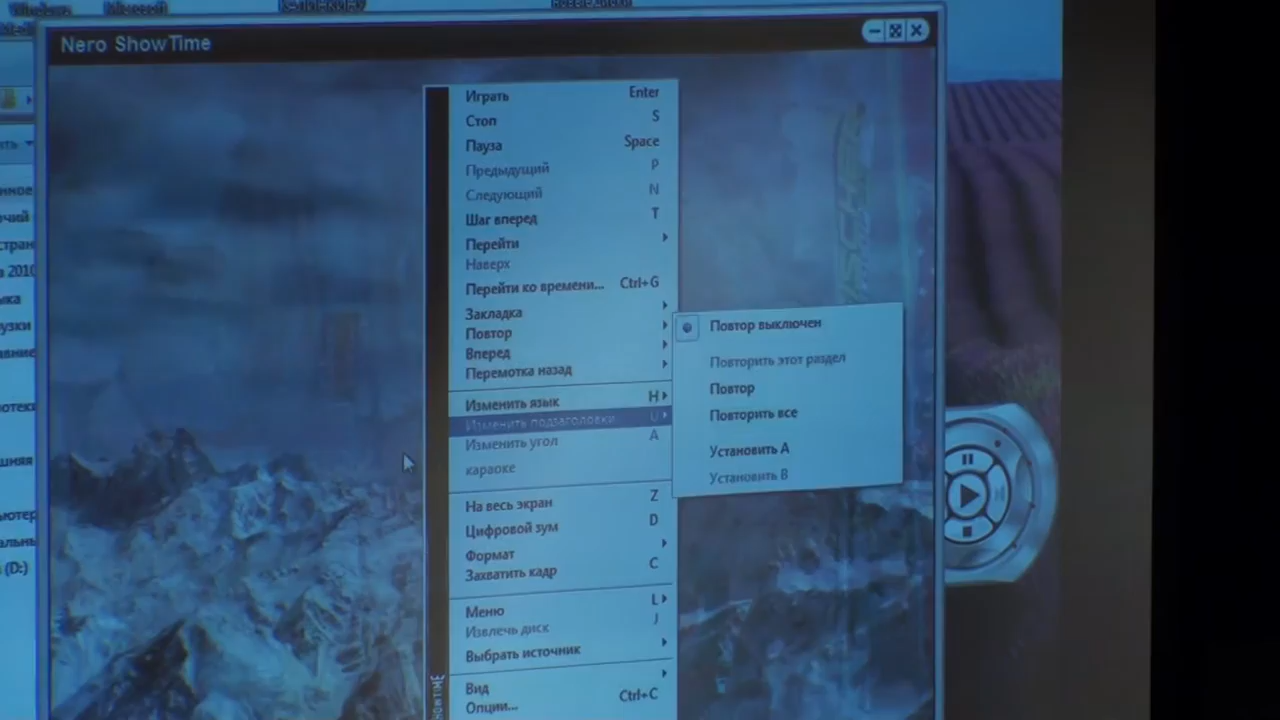 Windows
Microsoft
Nero ShowTime
Играть Enter
Стоп S
Пауза Space
Предыдущий P
Следующий N
Шаг вперед T
Перейти
Наверх
Перейти ко времени... Ctrl+G
Закладка
Повтор
Вперед
Перемотка назад
Изменить язык H
Изменить подзаголовки U
Изменить угол A
караоке
На весь экран Z
Цифровой зум D
Формат
Захватить кадр C
Меню L
Извлечь диск J
Выбрать источник
Вид
Опции... Ctrl+C
Повтор выключен
Повторить этот раздел
Повтор
Повторить все
Установить А
Установить В
(D:)